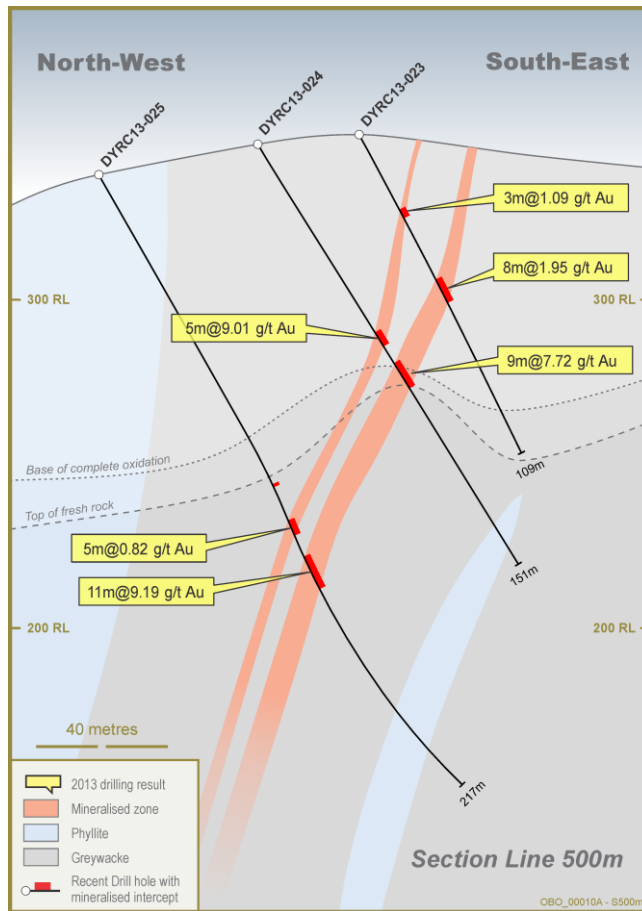 North-West
South-East
DYRC13-025
DYRC13-024
DYRC13-023
3m@1.09 g/t Au
8m@1.95 g/t Au
300 RL
300 RL
5m@9.01 g/t Au
9m@7.72 g/t Au
Base of complete oxidation
109m
Top of fresh rock
5m@0.82 g/t Au
151m
11m@9.19 g/t Au
200 RL
200 RL
40 metres
217m
2013 drilling result
Mineralised zone
Phyllite
Greywacke
Recent Drill hole with
mineralised intercept
Section Line 500m
OBO_00010A - S500m